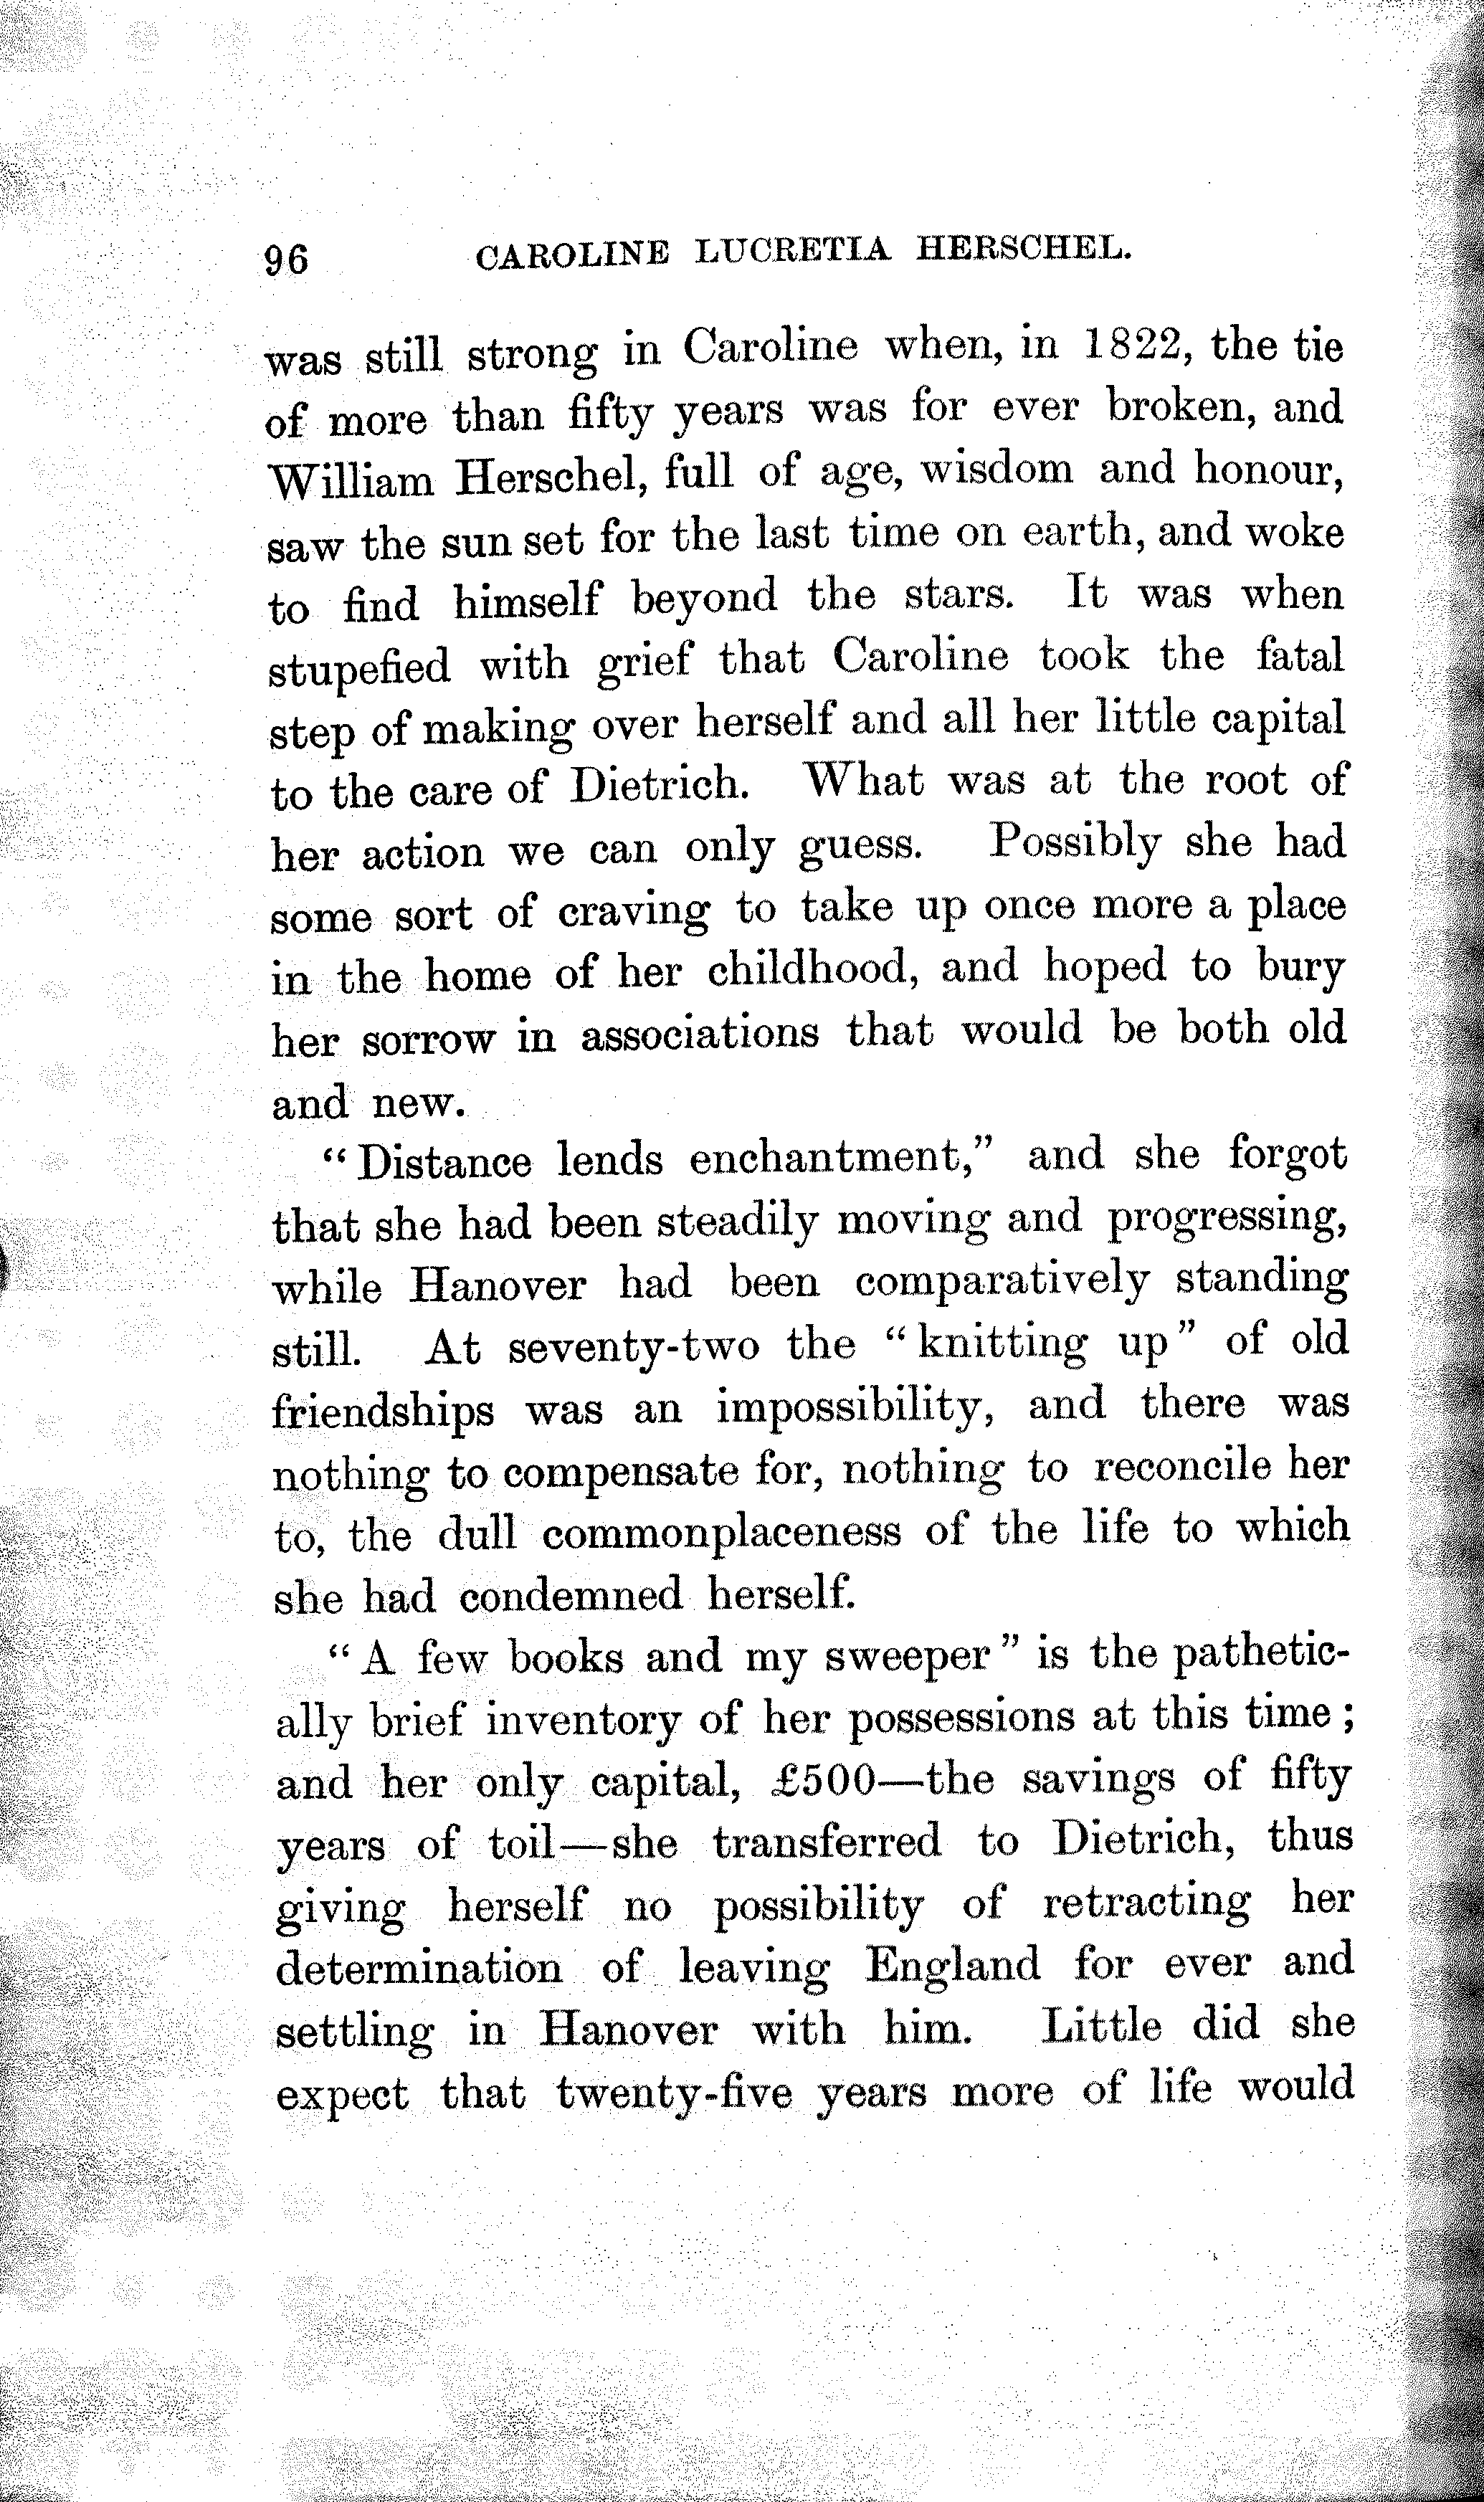 96 CAROLINE LUCRETIA HERSCHEL.
was still strong in Caroline when, in 1822, the tie
of more than fifty years was for ever broken, and
William Herschel, full of age, wisdom and honour,
saw the sun set for the last time on earth, and woke
to find himself beyond the stars. It was when
stupefied with grief that Caroline took the fatal
step of making over herself and all her little capital
to the care of Dietrich. What was at the root of
her action we can only guess. Possibly she had
some sort of craving to take up once more a place
in the home of her childhood, and hoped to bury
her sorrow in associations that would be both old
and new.
“Distance lends enchantment,” and she forgot
that she had been steadily moving and progressing,
while Hanover had been comparatively standing
still. At seventy-two the “knitting up” of old
friendships was an impossibility, and there was
nothing to compensate for, nothing to reconcile her
to, the dull commonplaceness of the life to which
she had condemned herself.
“A few books and my sweeper” is the pathetic-
ally brief inventory of her possessions at this time;
and her only capital, £500—the savings of fifty
years of toil—she transferred to Dietrich, thus
giving herself no possibility of retracting her
determination of leaving England for ever and
settling in Hanover with him. Little did she
expect that twenty-five years more of life would